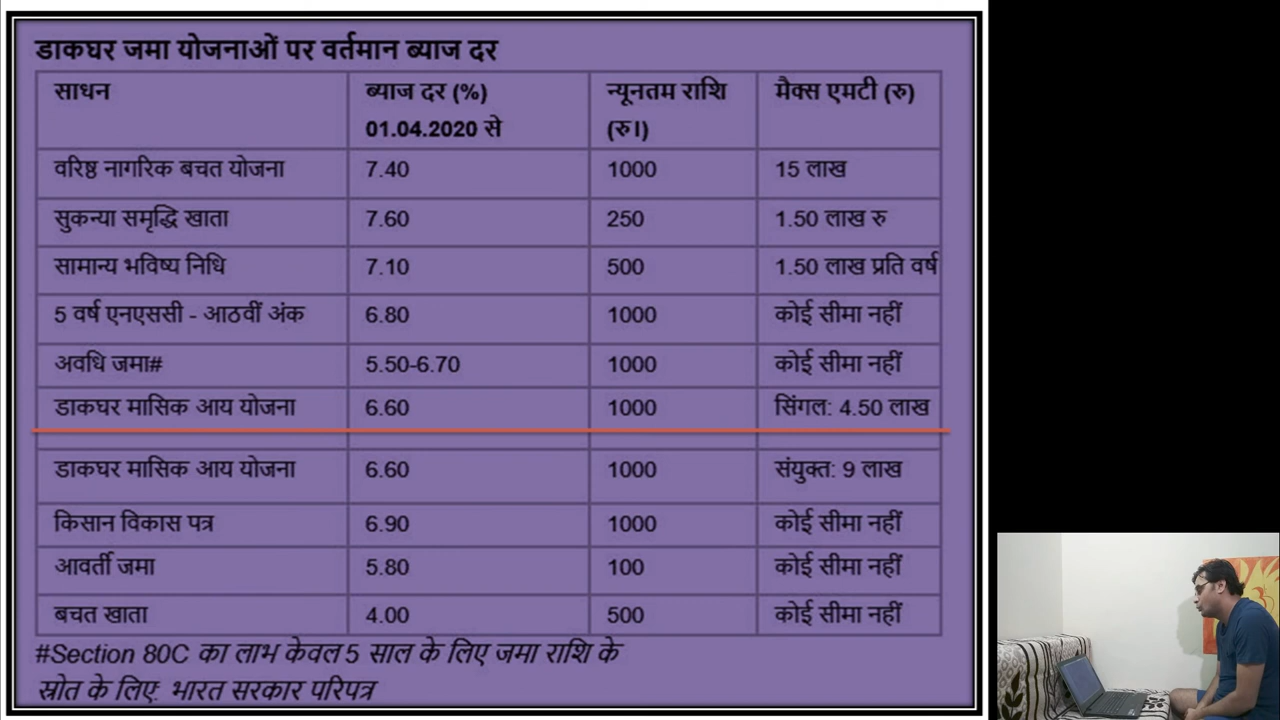 डाकघर जमा योजनाओं पर वर्तमान ब्याज दर
साधन ब्याज दर (%) 01.04.2020 से न्यूनतम राशि (रु।) मैक्स एमटी (रु)
वरिष्ठ नागरिक बचत योजना 7.40 1000 15 लाख
सुकन्या समृद्धि खाता 7.60 250 1.50 लाख रु
सामान्य भविष्य निधि 7.10 500 1.50 लाख प्रति वर्ष
5 वर्ष एनएससी - आठवीं अंक 6.80 1000 कोई सीमा नहीं
अवधि जमा# 5.50-6.70 1000 कोई सीमा नहीं
डाकघर मासिक आय योजना 6.60 1000 सिंगल: 4.50 लाख
डाकघर मासिक आय योजना 6.60 1000 संयुक्त: 9 लाख
किसान विकास पत्र 6.90 1000 कोई सीमा नहीं
आवर्ती जमा 5.80 100 कोई सीमा नहीं
बचत खाता 4.00 500 कोई सीमा नहीं
#Section 80C का लाभ केवल 5 साल के लिए जमा राशि के
स्रोत के लिए: भारत सरकार परिपत्र